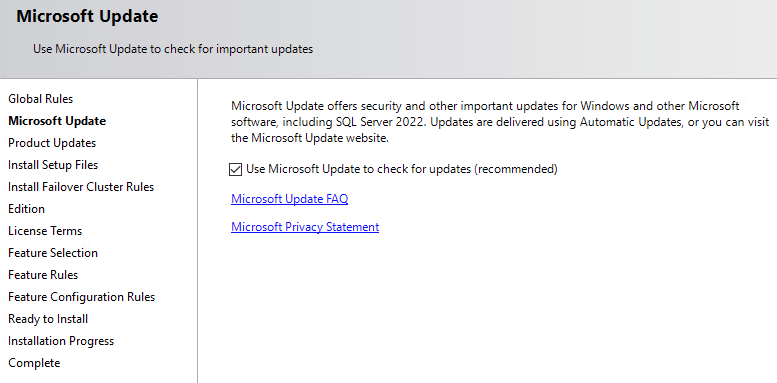 Microsoft Update
Use Microsoft Update to check for important updates
Global Rules
Microsoft Update
Product Updates
Install Setup Files
Install Failover Cluster Rules
Edition
License Terms
Feature Selection
Feature Rules
Feature Configuration Rules
Ready to Install
Installation Progress
Complete
Microsoft Update offers security and other important updates for Windows and other Microsoft
software, including SQL Server 2022. Updates are delivered using Automatic Updates, or you can visit
the Microsoft Update website.
Use Microsoft Update to check for updates (recommended)
Microsoft Update FAQ
Microsoft Privacy Statement